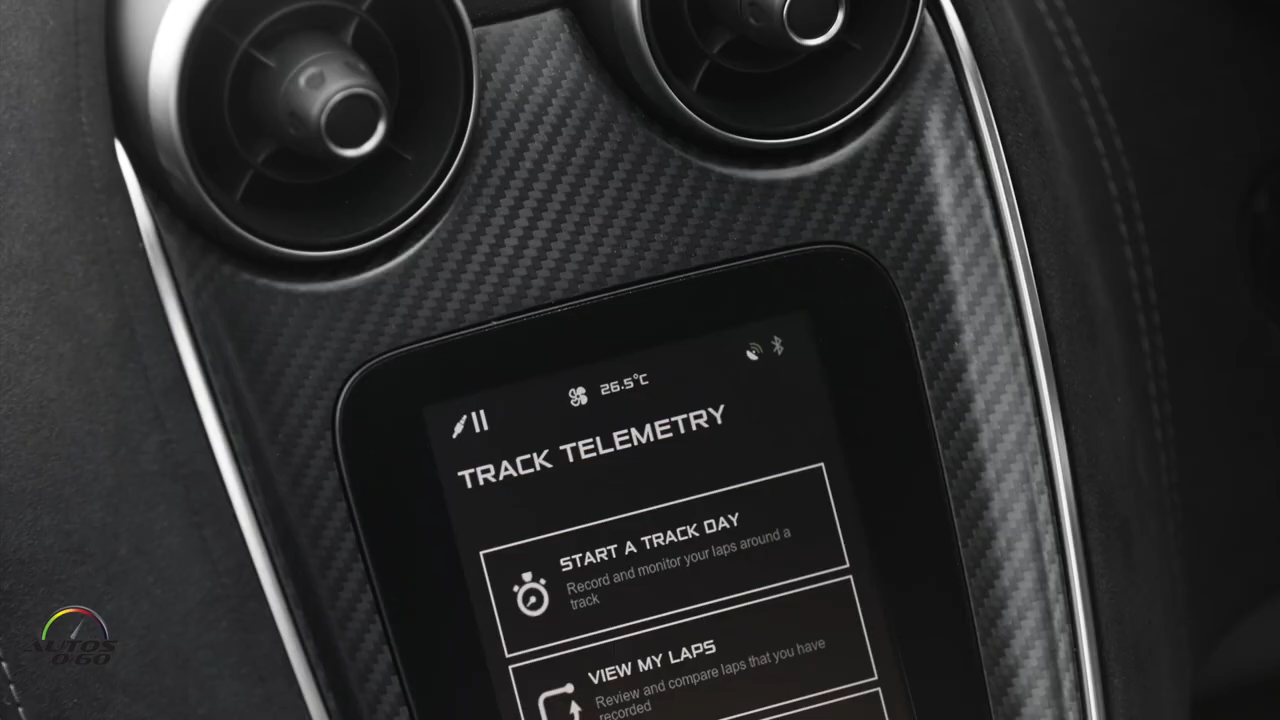 26.5°C
TRACK TELEMETRY
START A TRACK DAY
Record and monitor your laps around a
track
VIEW MY LAPS
Review and compare laps that you have
recorded
AUTOS
0/60